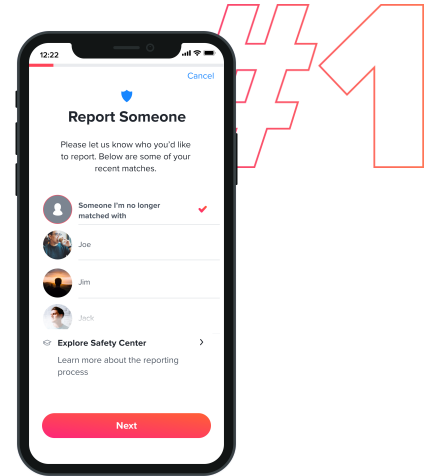 #1
12:22
Cancel
Report Someone
Please let us know who you'd like
to report. Below are some of your
recent matches.
Someone I'm no longer
matched with
Joe
Jim
Jack
Explore Safety Center
Learn more about the reporting
process
Next